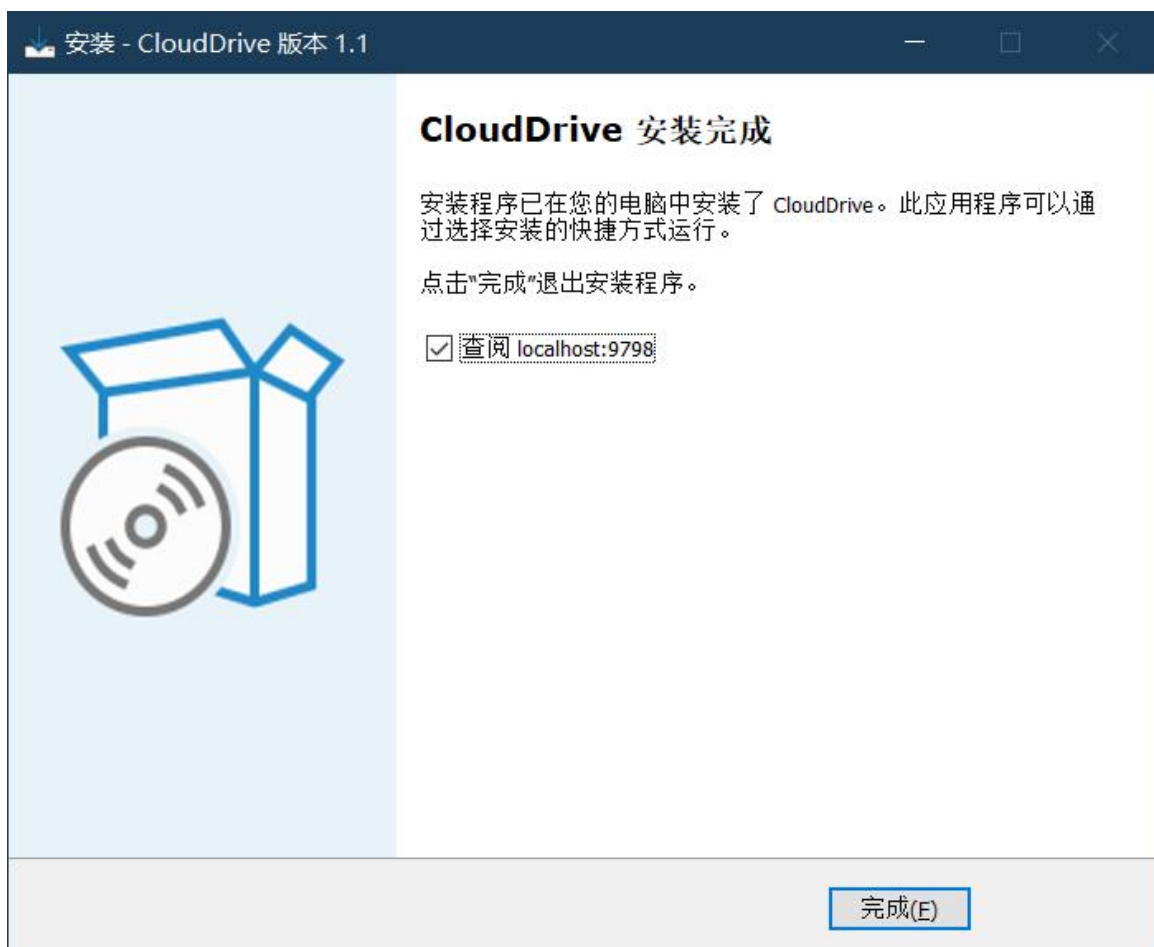 安装 - CloudDrive 版本 1.1
CloudDrive 安装完成
安装程序已在您的电脑中安装了 CloudDrive。此应用程序可以通
过选择安装的快捷方式运行。
点击“完成”退出安装程序。
查阅 localhost:9798
完成(F)